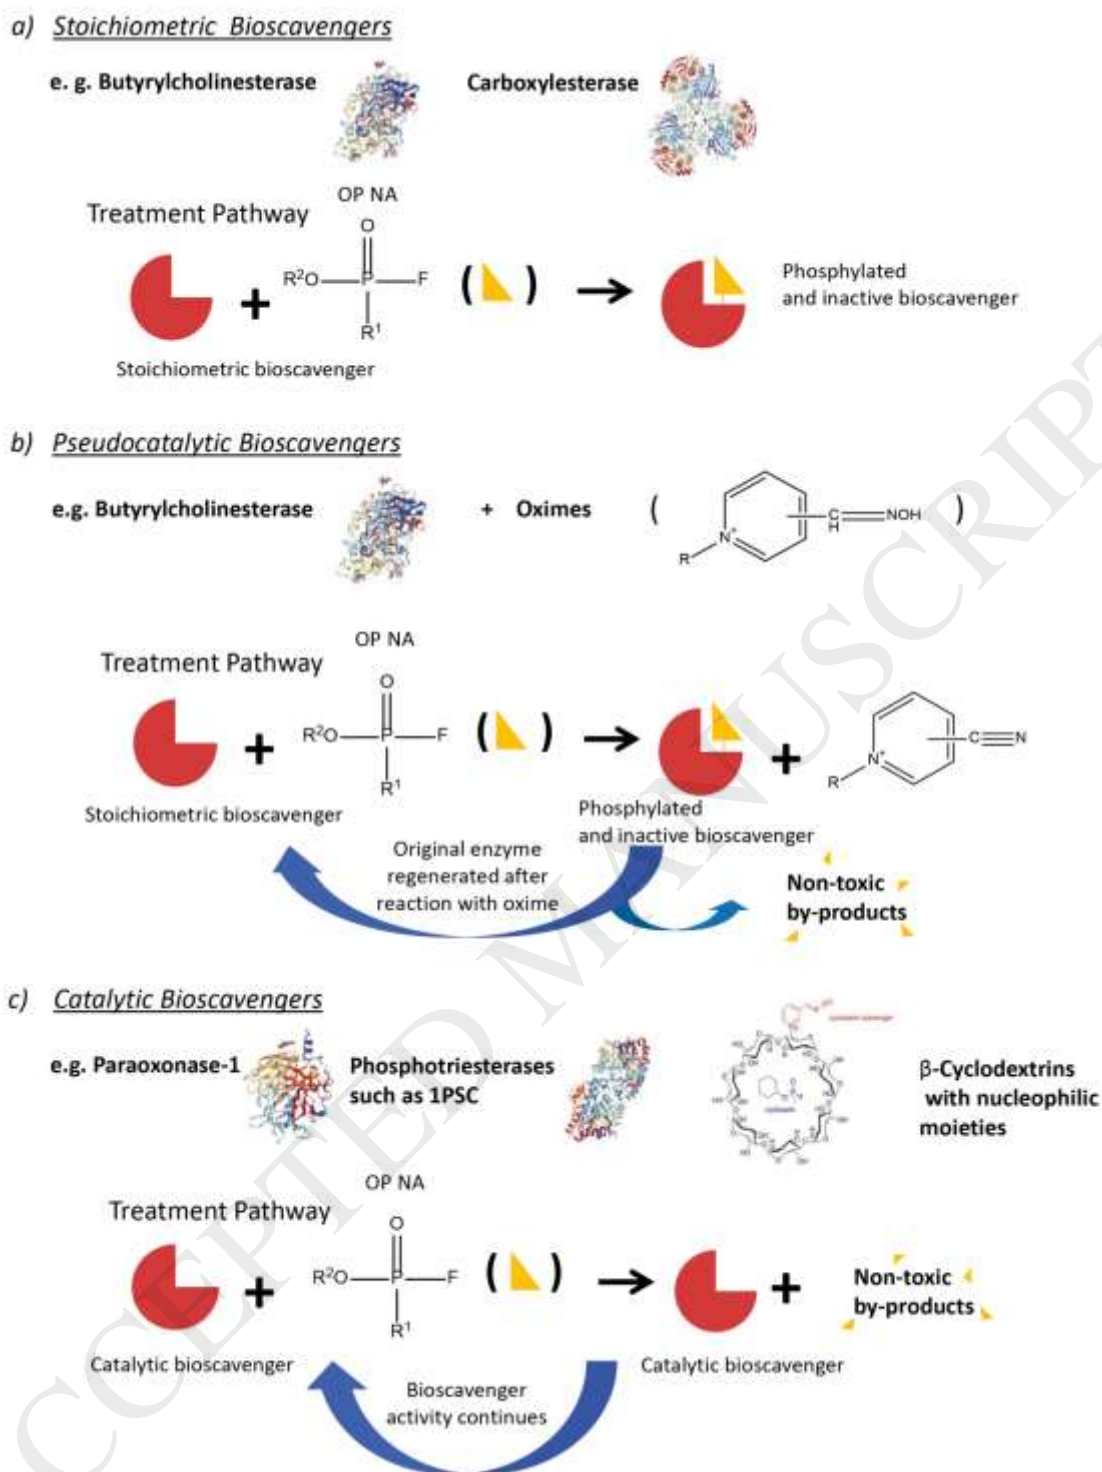 a) Stoichiometric Bioscavengers
e. g. Butyrylcholinesterase
Carboxylesterase
OP NA
Treatment Pathway
O
R²O
P
F
R¹
+
(
)
Phosphylated
and inactive bioscavenger
Stoichiometric bioscavenger
b) Pseudocatalytic Bioscavengers
e.g. Butyrylcholinesterase
+ Oximes
(
)
C
H
NOH
N⁺
R
OP NA
Treatment Pathway
O
R²O
P
F
R¹
+
(
)
+
C
N
N⁺
R
Stoichiometric bioscavenger
Phosphylated
and inactive bioscavenger
Original enzyme
regenerated after
reaction with oxime
Non-toxic
by-products
c) Catalytic Bioscavengers
e.g. Paraoxonase-1
Phosphotriesterases
such as 1PSC
β-Cyclodextrins
with nucleophilic
moieties
OP NA
Treatment Pathway
O
R²O
P
F
R¹
+
(
)
+
Non-toxic
by-products
Catalytic bioscavenger
Catalytic bioscavenger
Bioscavenger
activity continues
CCEPTED MANUSCRIPT